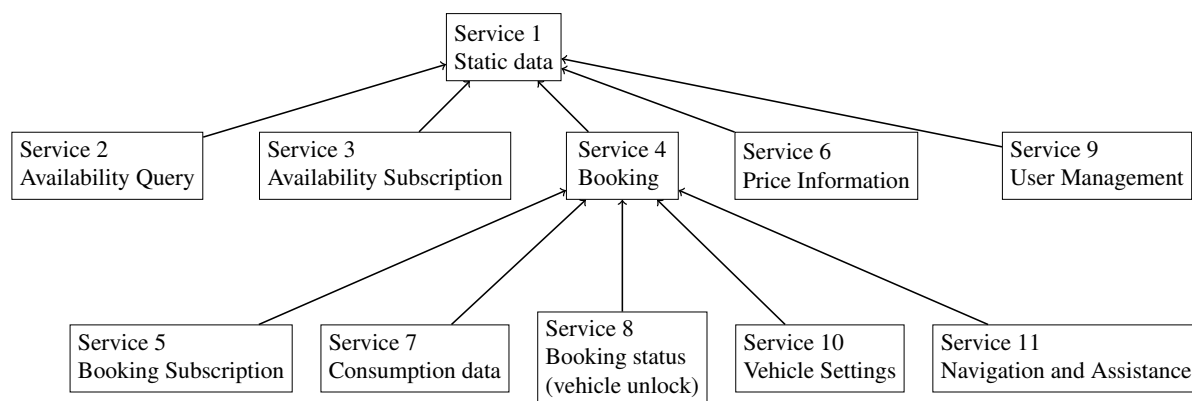 Service 1
Static data
Service 2
Availability Query
Service 3
Availability Subscription
Service 4
Booking
Service 6
Price Information
Service 9
User Management
Service 5
Booking Subscription
Service 7
Consumption data
Service 8
Booking status
(vehicle unlock)
Service 10
Vehicle Settings
Service 11
Navigation and Assistance